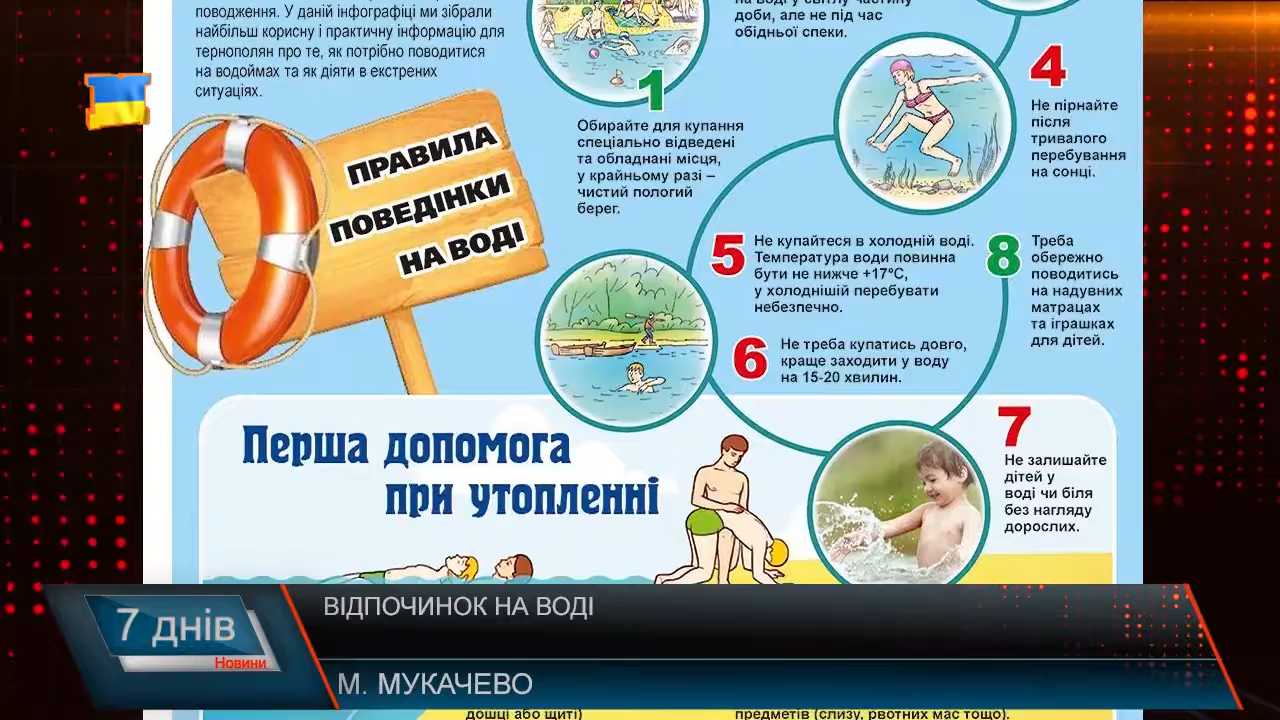 поводження. У даній інфографіці ми зібрали
найбільш корисну і практичну інформацію для
тернополян про те, як потрібно поводитися
на водоймах та як діяти в екстрених
ситуаціях.
ПРАВИЛА
ПОВЕДІНКИ
НА ВОДІ
1
Обирайте для купання
спеціально відведені
та обладнані місця,
у крайньому разі –
чистий пологий
берег.
на воді у світлу частину
доби, але не під час
обідньої спеки.
4
Не пірнайте
після
тривалого
перебування
на сонці.
5
Не купайтеся в холодній воді.
Температура води повинна
бути не нижче +17°С,
у холоднішій перебувати
небезпечно.
6
Не треба купатись довго,
краще заходити у воду
на 15-20 хвилин.
8
Треба
обережно
поводитись
на надувних
матрацах
та іграшках
для дітей.
7
Не залишайте
дітей у
воді чи біля
без нагляду
дорослих.
Перша допомога
при утопленні
7 днів
Новини
ВІДПОЧИНОК НА ВОДІ
М. МУКАЧЕВО
дошці або щиті)
предметів (слизу, рвотних мас тощо).